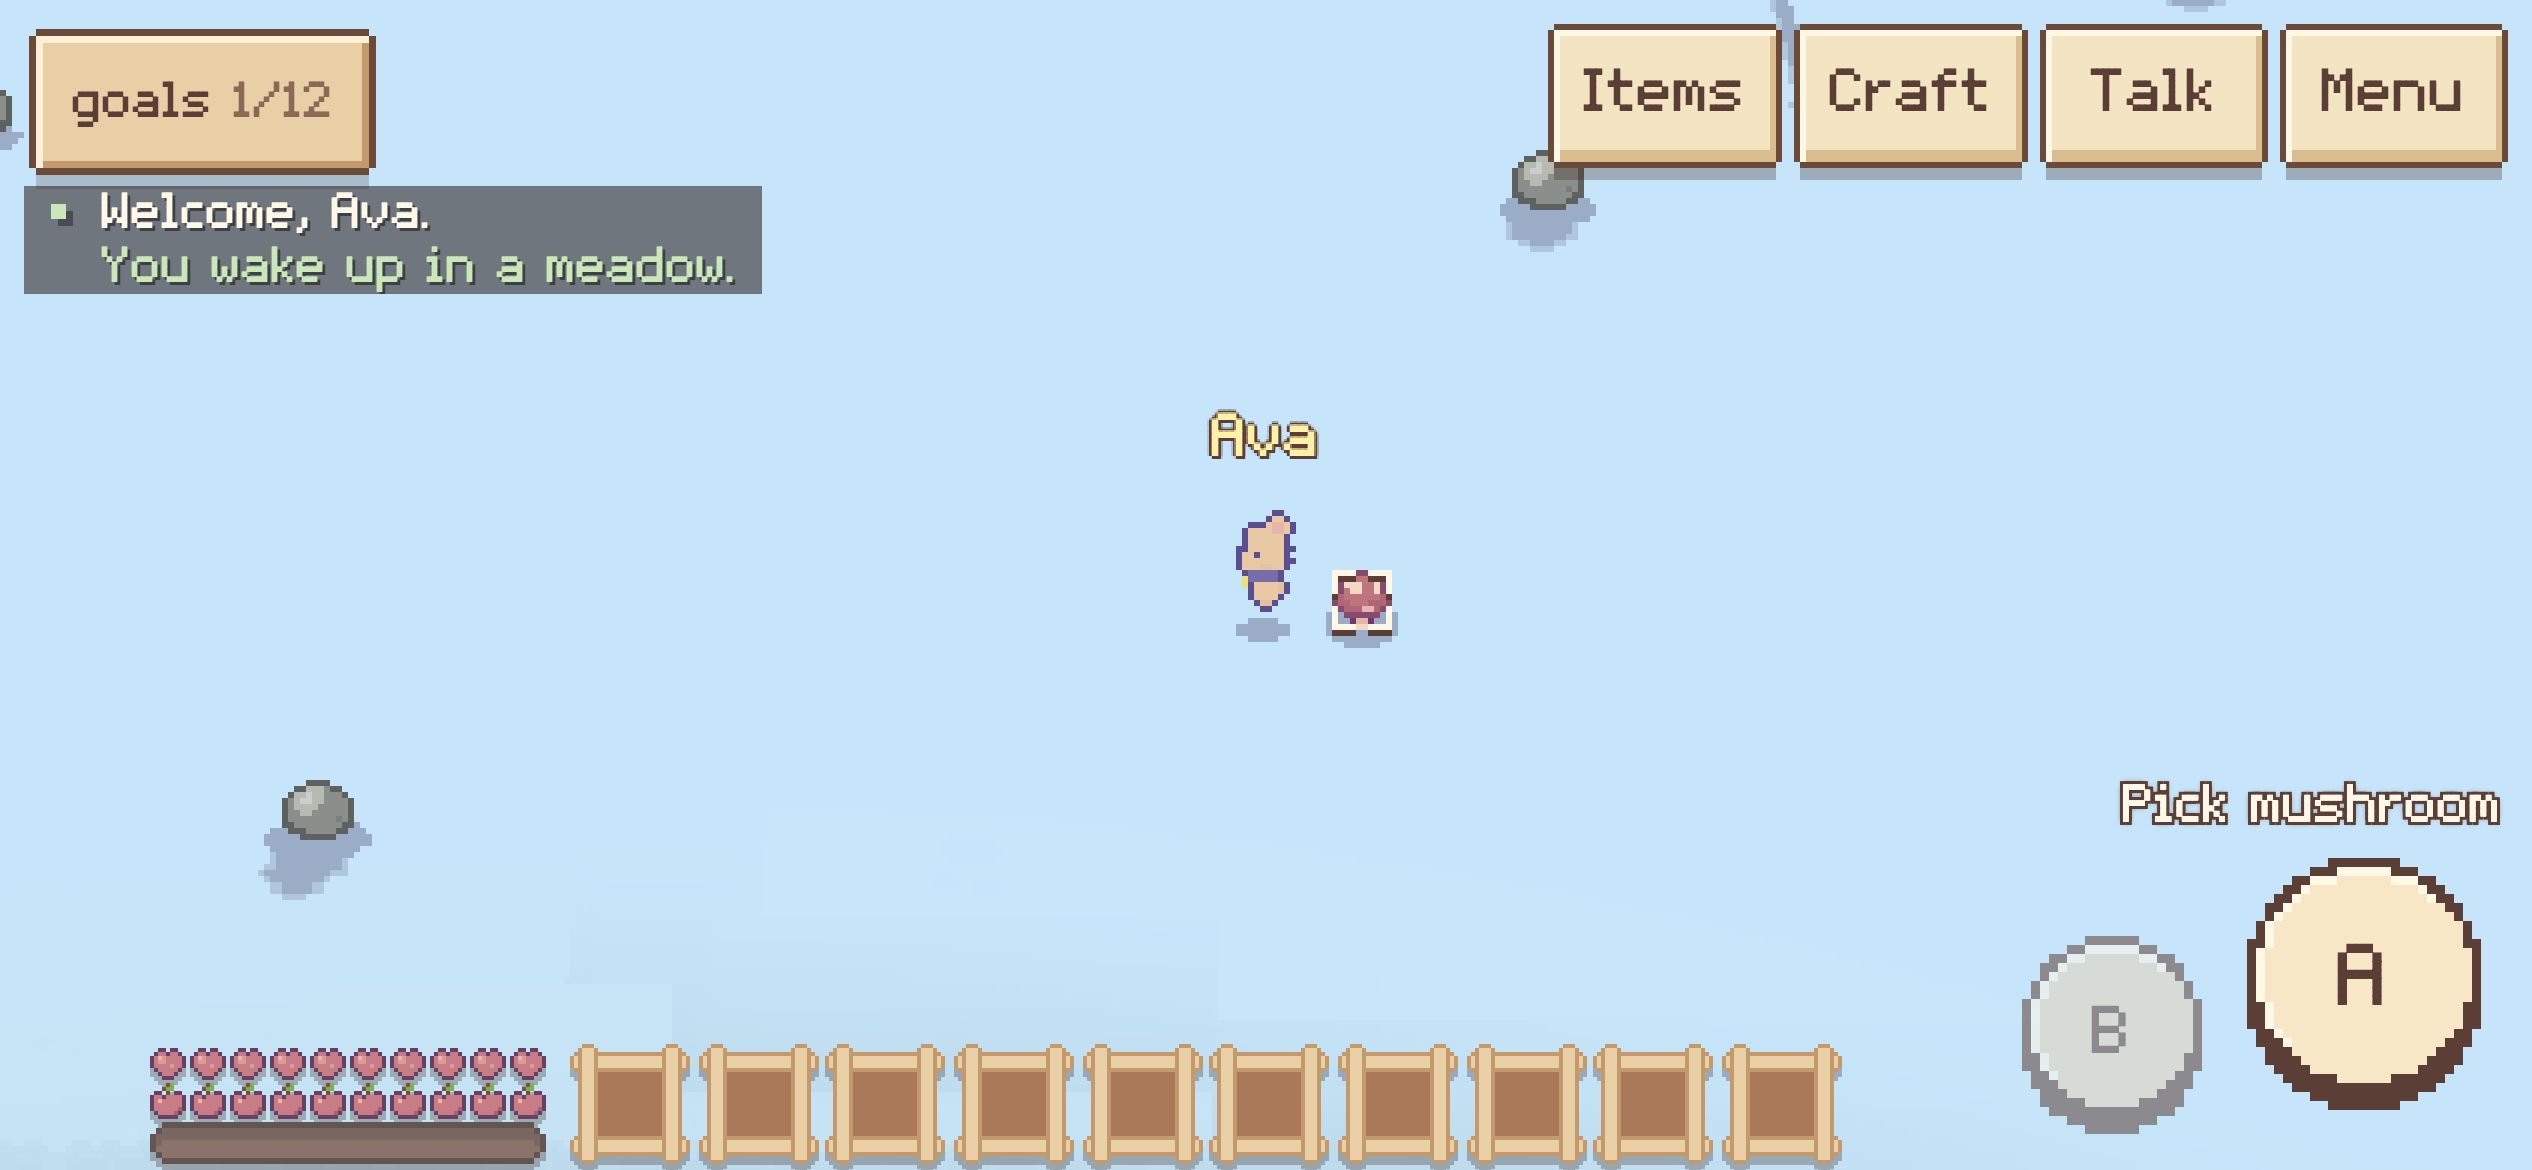 goals 1/12
Items
Craft
Talk
Menu
Welcome, Ava.
You wake up in a meadow.
Ava
Pick mushroom
A
B